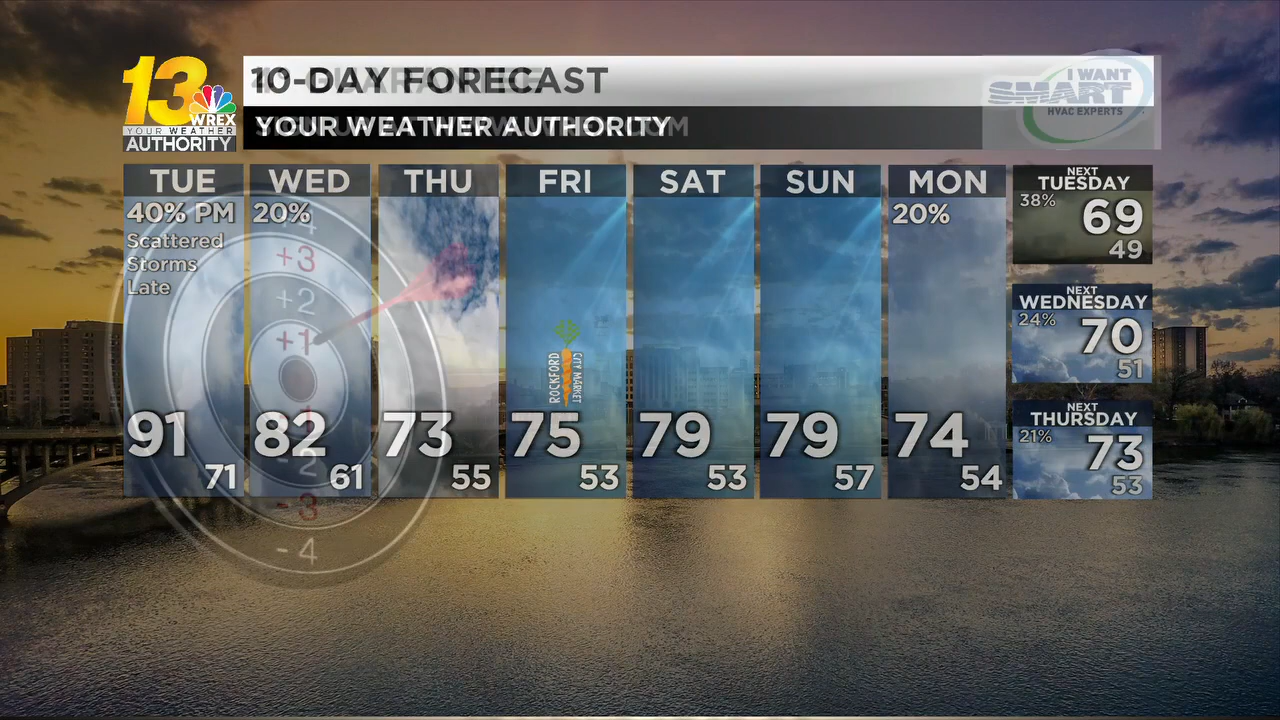 13
WREX
YOUR WEATHER
AUTHORITY
10-DAY FORECAST
YOUR WEATHER AUTHORITY
I WANT
SMART
HVAC EXPERTS
TUE
40% PM
Scattered
Storms
Late
91
71
WED
20%
82
61
THU
73
55
FRI
ROCKFORD
CITY MARKET
75
53
SAT
79
53
SUN
79
57
MON
20%
74
54
NEXT
TUESDAY
38%
69
49
NEXT
WEDNESDAY
24%
70
51
NEXT
THURSDAY
21%
73
53
+3
+2
+1
-2
-3
-4